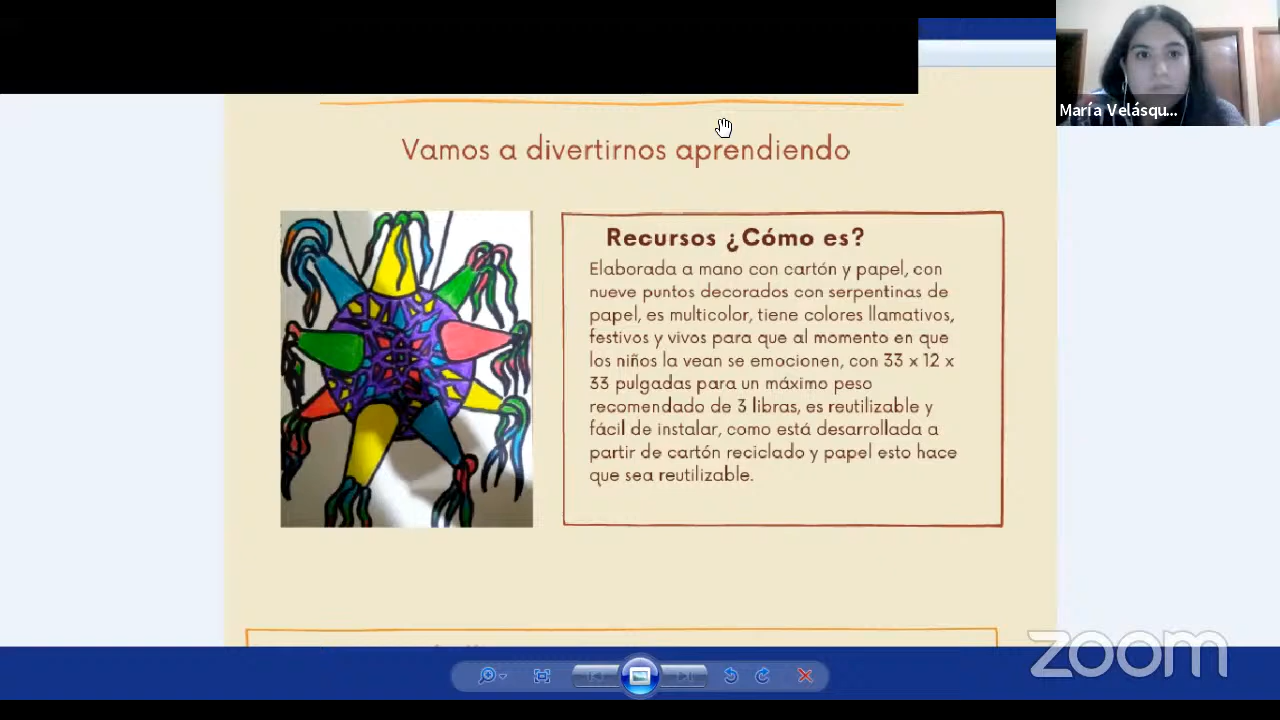 María Velásqu...
Vamos a divertirnos aprendiendo
Recursos ¿Cómo es?
Elaborada a mano con cartón y papel, con
nueve puntos decorados con serpentinas de
papel, es multicolor, tiene colores llamativos,
festivos y vivos para que al momento en que
los niños la vean se emocionen, con 33 x 12 x
33 pulgadas para un máximo peso
recomendado de 3 libras, es reutilizable y
fácil de instalar, como está desarrollada a
partir de cartón reciclado y papel esto hace
que sea reutilizable.
zoom